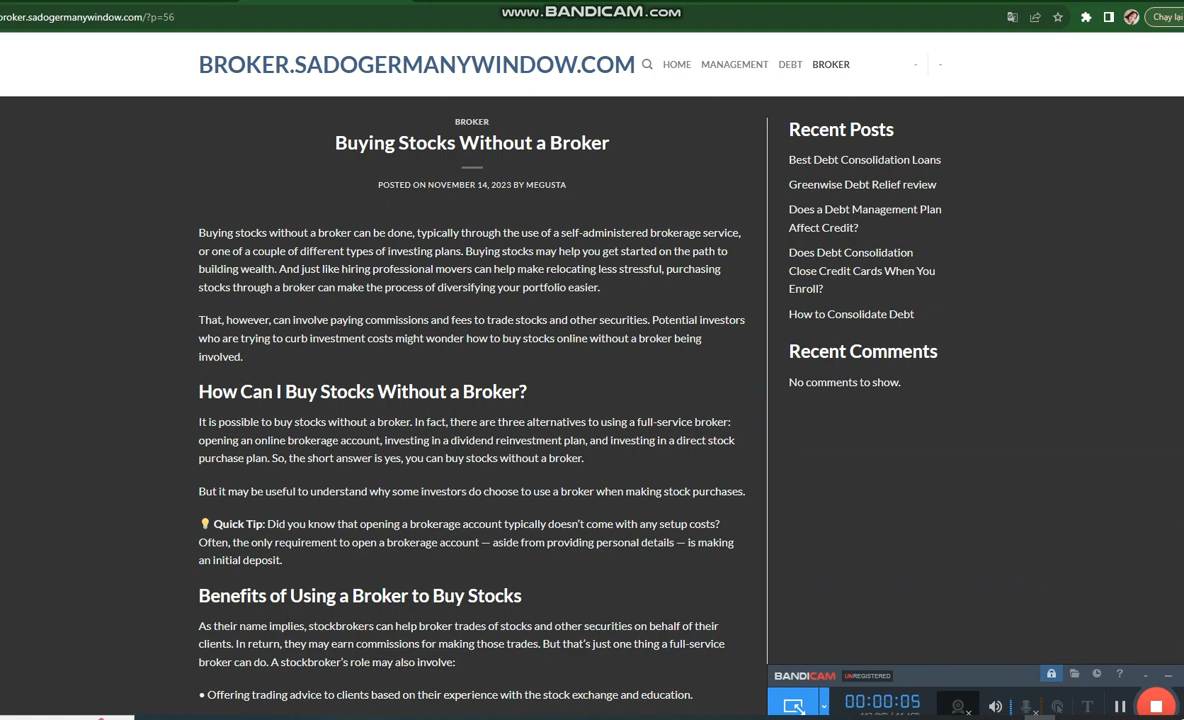 www.BANDICAM.com
broker.sadogermanywindow.com/?p=56
Chạy lại
BROKER.SADOGERMANYWINDOW.COM
HOME MANAGEMENT DEBT BROKER - -
BROKER
Buying Stocks Without a Broker
POSTED ON NOVEMBER 14, 2023 BY MEGUSTA
Buying stocks without a broker can be done, typically through the use of a self-administered brokerage service,
or one of a couple of different types of investing plans. Buying stocks may help you get started on the path to
building wealth. And just like hiring professional movers can help make relocating less stressful, purchasing
stocks through a broker can make the process of diversifying your portfolio easier.
That, however, can involve paying commissions and fees to trade stocks and other securities. Potential investors
who are trying to curb investment costs might wonder how to buy stocks online without a broker being
involved.
How Can I Buy Stocks Without a Broker?
It is possible to buy stocks without a broker. In fact, there are three alternatives to using a full-service broker:
opening an online brokerage account, investing in a dividend reinvestment plan, and investing in a direct stock
purchase plan. So, the short answer is yes, you can buy stocks without a broker.
But it may be useful to understand why some investors do choose to use a broker when making stock purchases.
💡 Quick Tip: Did you know that opening a brokerage account typically doesn't come with any setup costs?
Often, the only requirement to open a brokerage account — aside from providing personal details — is making
an initial deposit.
Benefits of Using a Broker to Buy Stocks
As their name implies, stockbrokers can help broker trades of stocks and other securities on behalf of their
clients. In return, they may earn commissions for making those trades. But that's just one thing a full-service
broker can do. A stockbroker's role may also involve:
• Offering trading advice to clients based on their experience with the stock exchange and education.
Recent Posts
Best Debt Consolidation Loans
Greenwise Debt Relief review
Does a Debt Management Plan
Affect Credit?
Does Debt Consolidation
Close Credit Cards When You
Enroll?
How to Consolidate Debt
Recent Comments
No comments to show.
BANDICAM UNREGISTERED
00:00:05